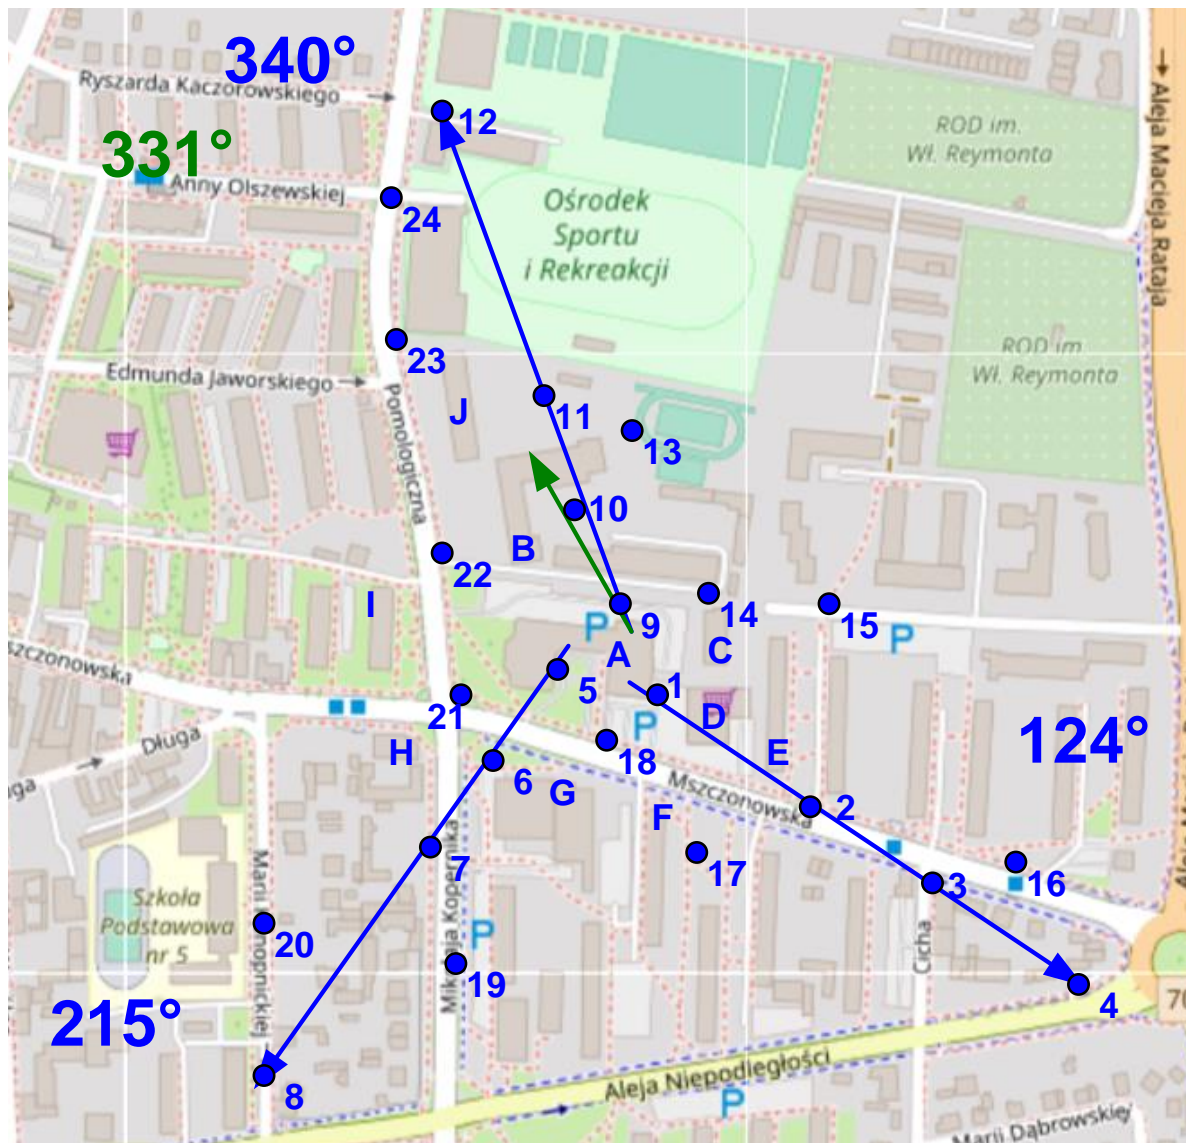 340°
Ryszarda Kaczorowskiego
12
331°
Anny Olszewskiej
24
ROD im.
Wł. Reymonta
Aleja Macieja Rataja
Ośrodek
Sportu
i Rekreakcji
23
Edmunda Jaworskiego
ROD im.
Wł. Reymonta
J
11
13
Pomologiczna
10
B
22
I
9
14
15
P
P
A
C
szczonowska
5
1
21
D
P
Długa
H
18
E
124°
6
G
Mszczonowska
F
2
7
17
3
16
Szkoła
Podstawowa
nr 5
20
P
19
Mikołaja Kopernika
Cicha
4
215°
8
Aleja Niepodległości
P
Marii Dąbrowskiej